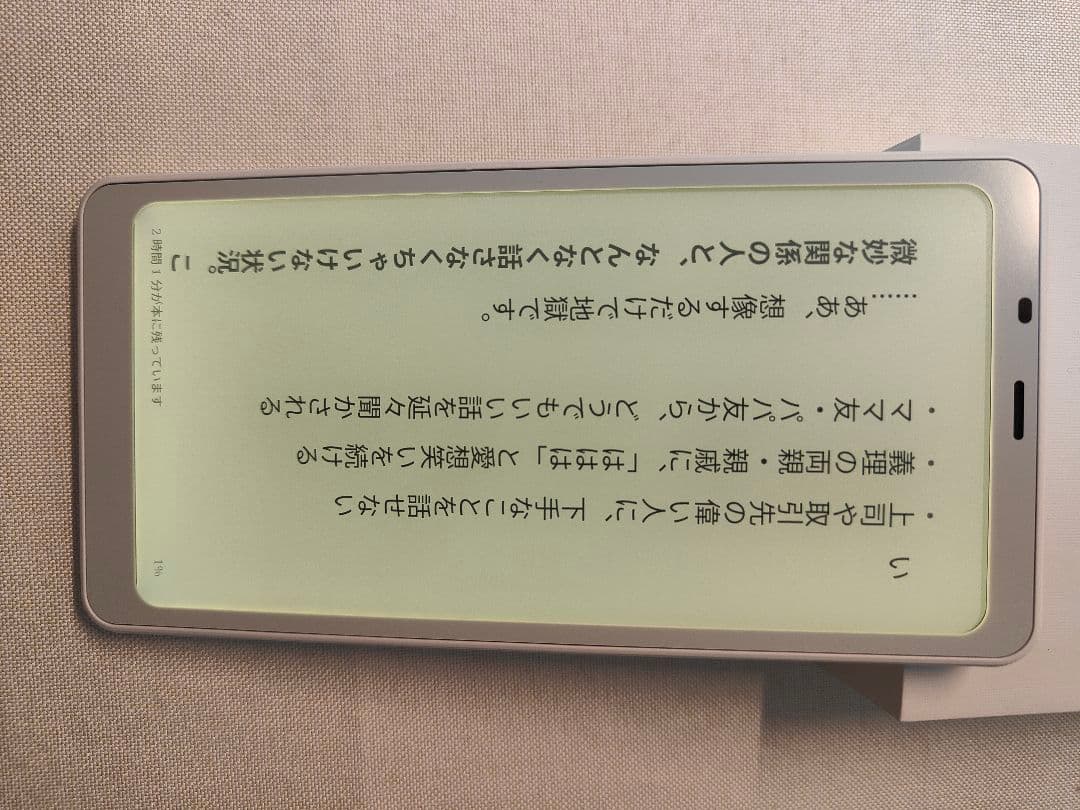 い
・上司や取引先の偉い人に、下手なことを話せない
・義理の両親・親戚に、「ははは」と愛想笑いを続ける
・ママ友・パパ友から、どうでもいい話を延々聞かされる
……ああ、想像するだけで地獄です。
微妙な関係の人と、なんとなく話さなくちゃいけない状況。こ
2 時間 1 分が本に残っています
1%